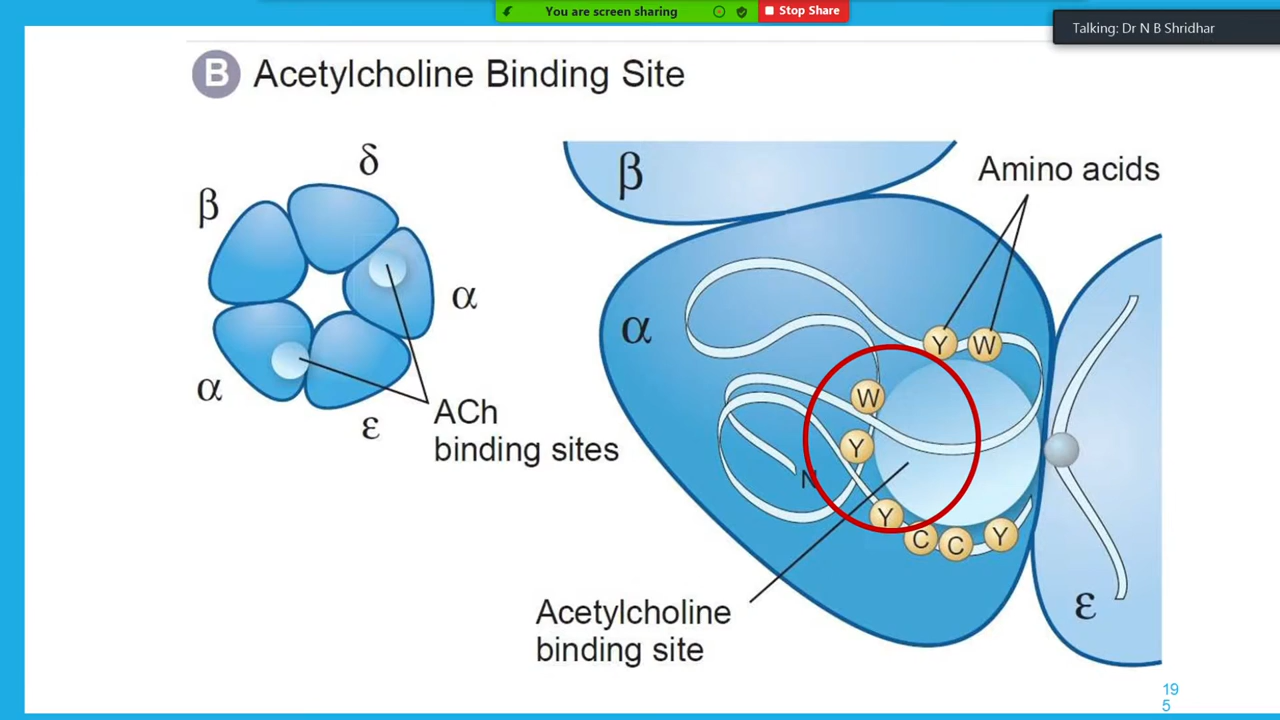 You are screen sharing
Stop Share
Talking: Dr N B Shridhar
B Acetylcholine Binding Site
δ
β
β
Amino acids
α
α
Y W
W
ACh
binding sites
α
ε
Y
N
Y
C C Y
Acetylcholine
binding site
ε
19
5